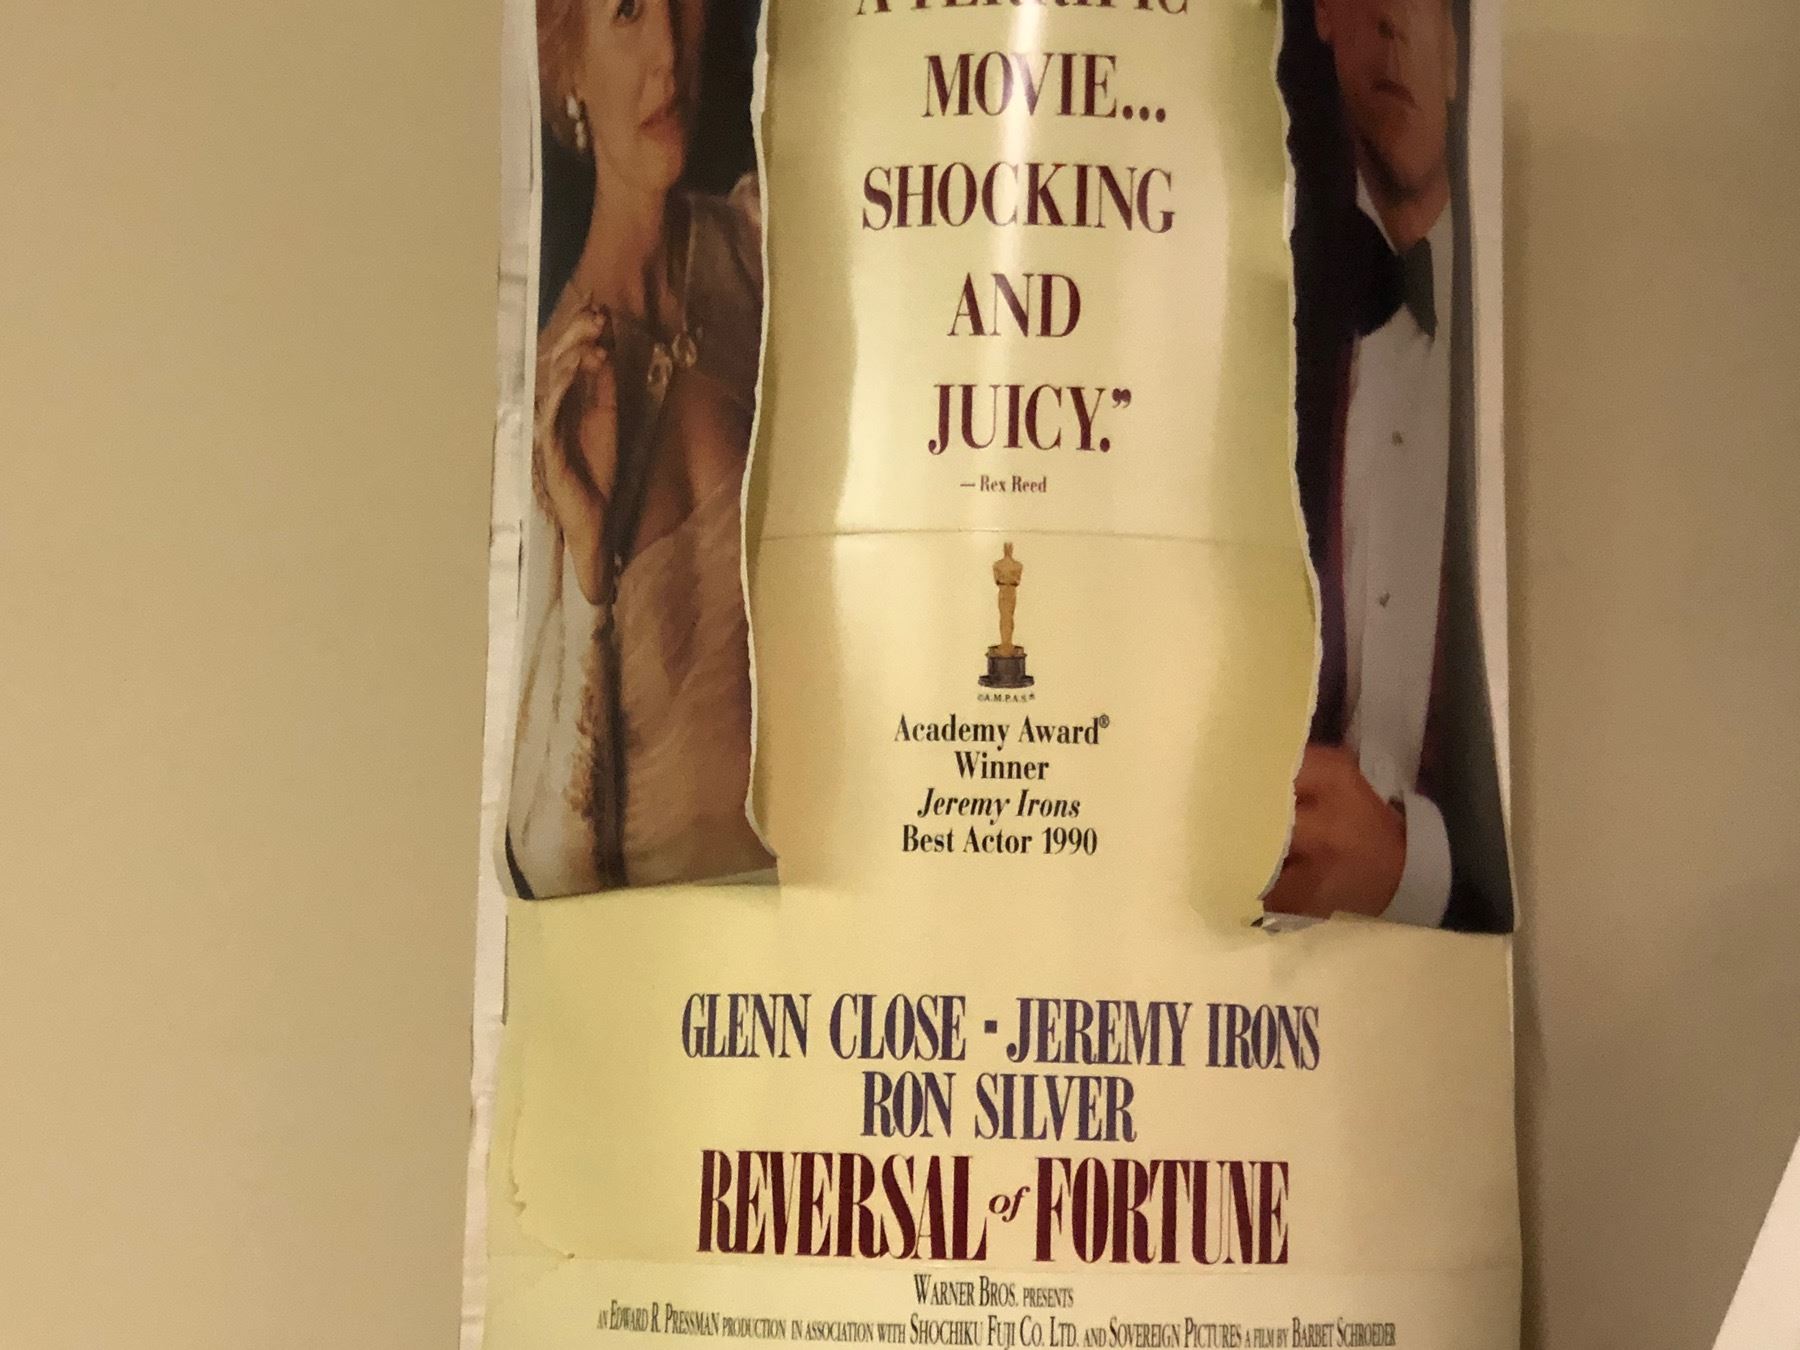 A TERRIFIC
MOVIE...
SHOCKING
AND
JUICY.”
— Rex Reed
©A.M.P.A.S.®
Academy Award®
Winner
Jeremy Irons
Best Actor 1990
GLENN CLOSE - JEREMY IRONS
RON SILVER
REVERSAL of FORTUNE
WARNER BROS. PRESENTS
AN EDWARD R. PRESSMAN PRODUCTION IN ASSOCIATION WITH SHOCHIKU FUJI CO. LTD. AND SOVEREIGN PICTURES A FILM BY BARBET SCHROEDER